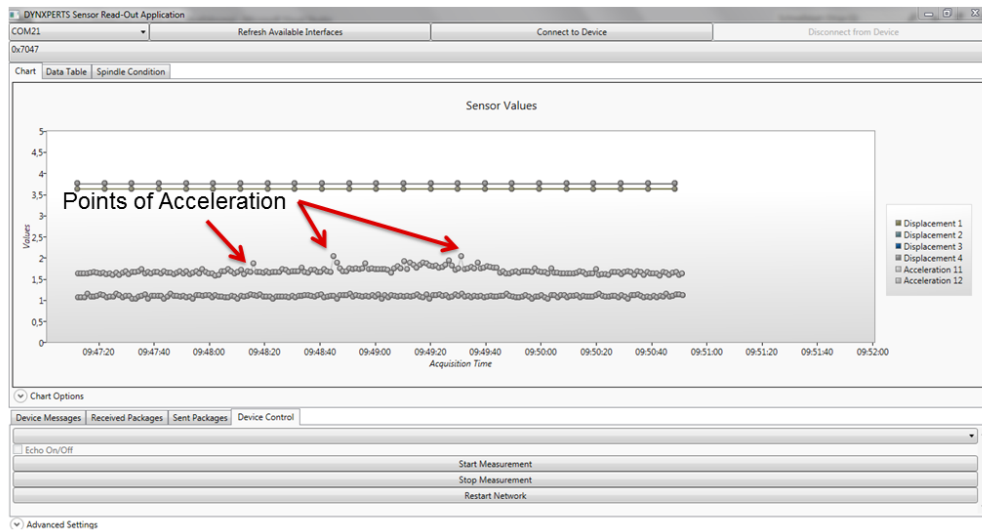 DYNXPERTS Sensor Read-Out Application
COM21 Refresh Available Interfaces Connect to Device Disconnect from Device
0x7047
Chart Data Table Spindle Condition
Sensor Values
5
4,5
4
3,5
3
2,5
2
1,5
1
0,5
0
Values
Points of Acceleration
09:47:20 09:47:40 09:48:00 09:48:20 09:48:40 09:49:00 09:49:20 09:49:40 09:50:00 09:50:20 09:50:40 09:51:00 09:51:20 09:51:40 09:52:00
Acquisition Time
Displacement 1
Displacement 2
Displacement 3
Displacement 4
Acceleration 11
Acceleration 12
Chart Options
Device Messages Received Packages Sent Packages Device Control
Echo On/Off
Start Measurement
Stop Measurement
Restart Network
Advanced Settings